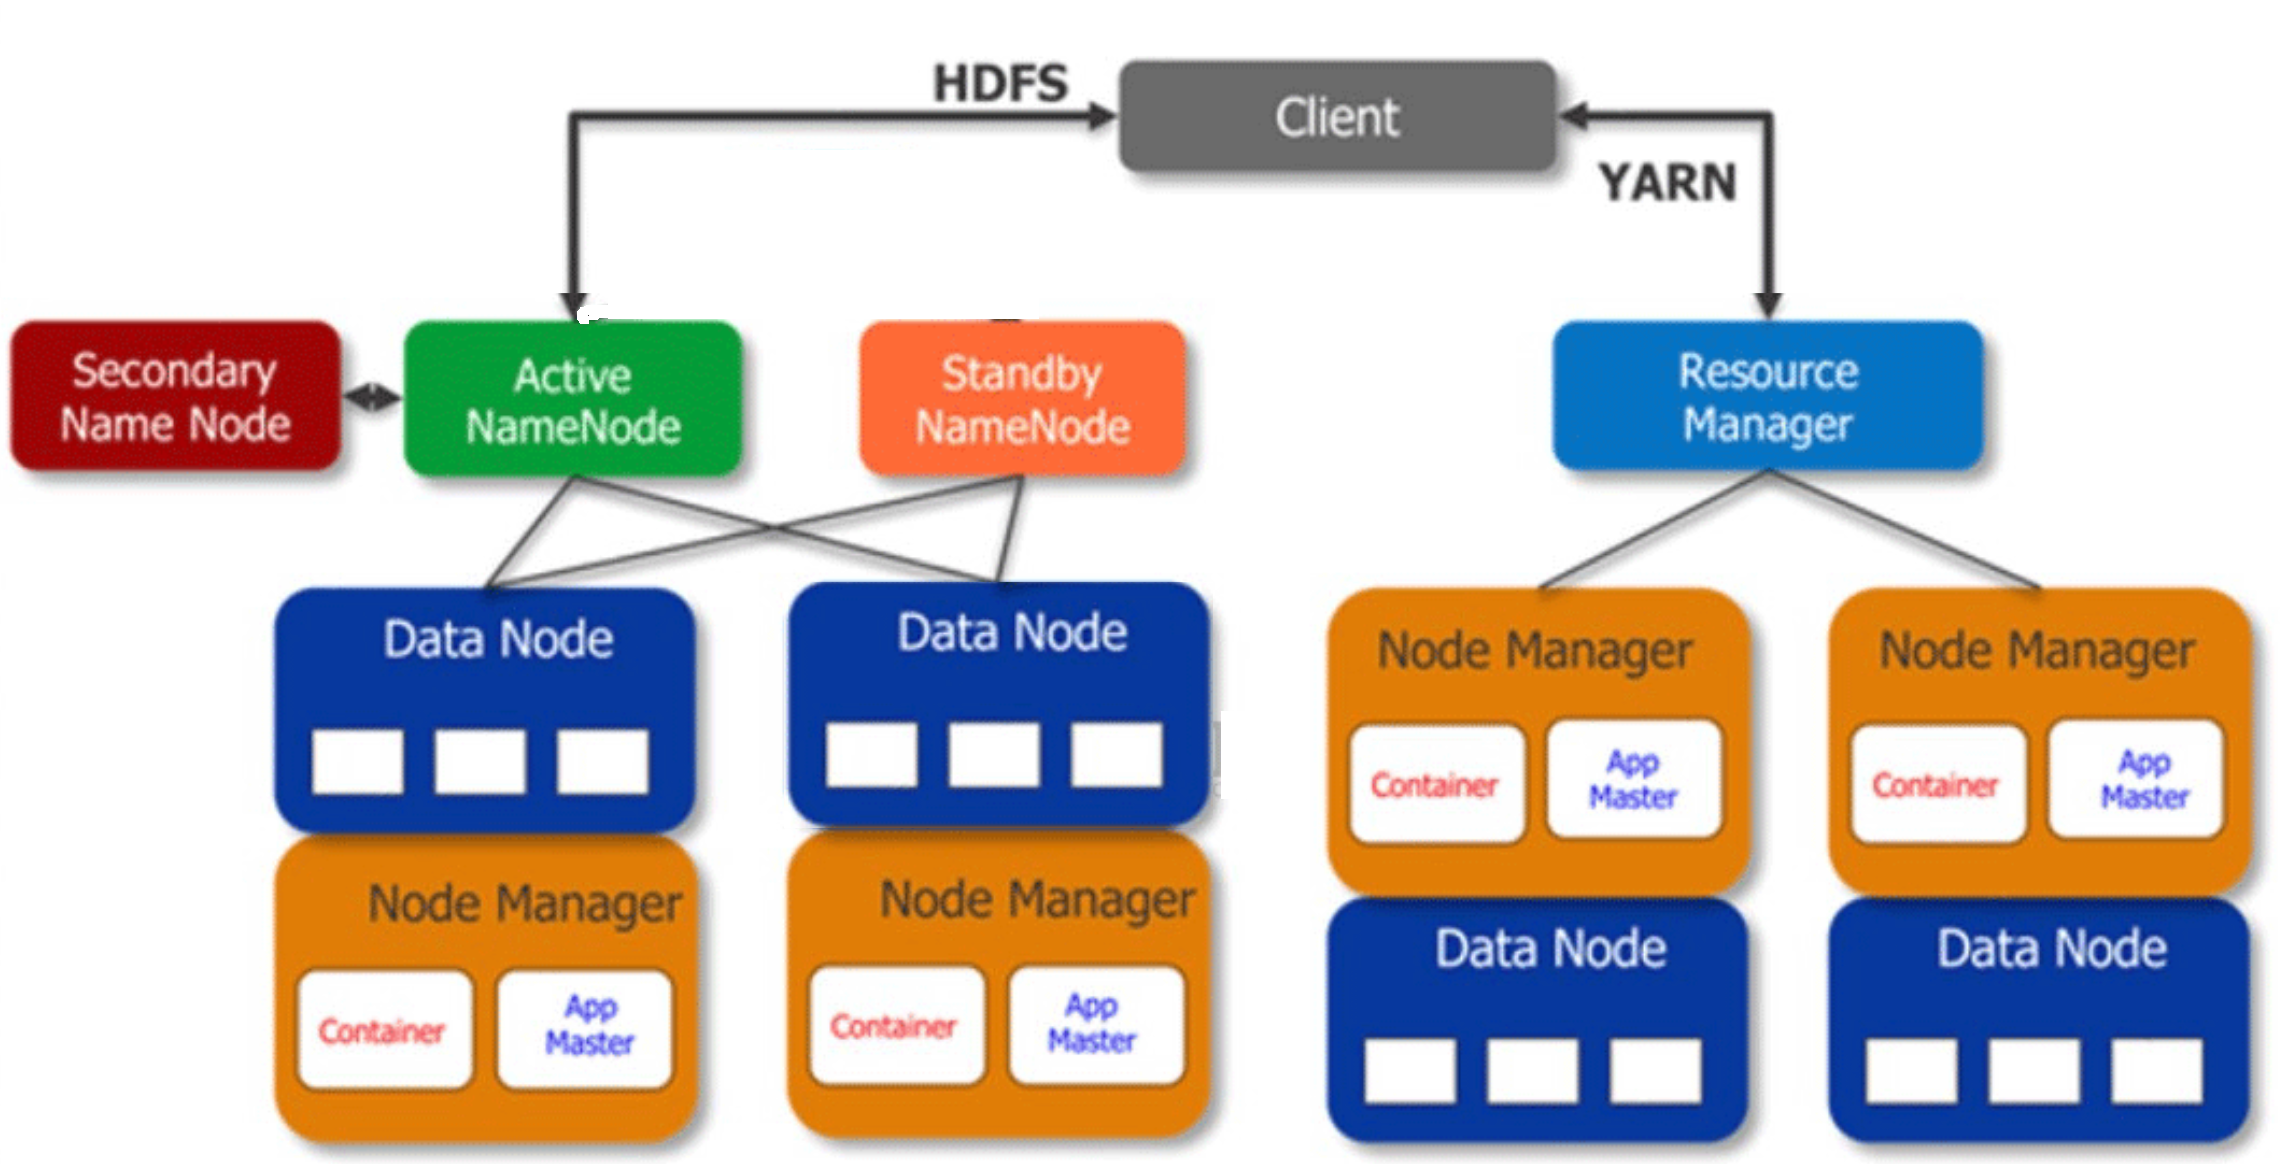 HDFS
Client
YARN
Secondary
Name Node
Active
NameNode
Standby
NameNode
Resource
Manager
Data Node
Data Node
Node Manager
Container
App
Master
Node Manager
Container
App
Master
Node Manager
Container
App
Master
Node Manager
Container
App
Master
Data Node
Data Node